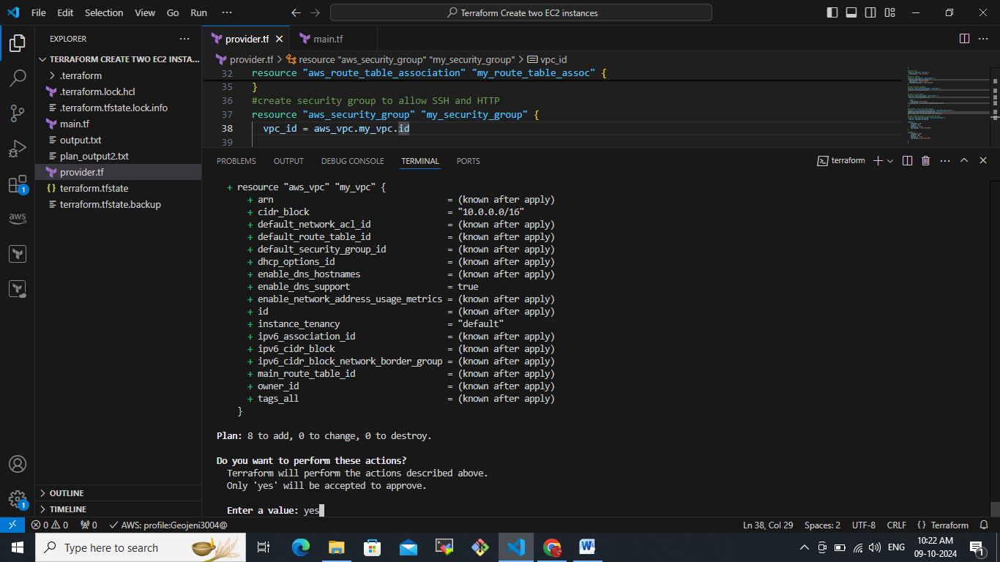 File Edit Selection View Go Run ···
Terraform Create two EC2 instances
EXPLORER ···
TERRAFORM CREATE TWO EC2 INSTA...
.terraform
.terraform.lock.hcl
.terraform.tfstate.lock.info
main.tf
output.txt
plan_output2.txt
provider.tf
terraform.tfstate
terraform.tfstate.backup
OUTLINE
TIMELINE
1
aws
1
provider.tf main.tf
provider.tf > resource "aws_security_group" "my_security_group" > vpc_id
32 resource "aws_route_table_association" "my_route_table_assoc" {
35 }
36 #create security group to allow SSH and HTTP
37 resource "aws_security_group" "my_security_group" {
38 vpc_id = aws_vpc.my_vpc.id
39
PROBLEMS OUTPUT DEBUG CONSOLE TERMINAL PORTS terraform
+ resource "aws_vpc" "my_vpc" {
+ arn = (known after apply)
+ cidr_block = "10.0.0.0/16"
+ default_network_acl_id = (known after apply)
+ default_route_table_id = (known after apply)
+ default_security_group_id = (known after apply)
+ dhcp_options_id = (known after apply)
+ enable_dns_hostnames = (known after apply)
+ enable_dns_support = true
+ enable_network_address_usage_metrics = (known after apply)
+ id = (known after apply)
+ instance_tenancy = "default"
+ ipv6_association_id = (known after apply)
+ ipv6_cidr_block = (known after apply)
+ ipv6_cidr_block_network_border_group = (known after apply)
+ main_route_table_id = (known after apply)
+ owner_id = (known after apply)
+ tags_all = (known after apply)
}
Plan: 8 to add, 0 to change, 0 to destroy.
Do you want to perform these actions?
Terraform will perform the actions described above.
Only 'yes' will be accepted to approve.
Enter a value: yes
0 0 0 AWS: profile:Geojeni3004@ Ln 38, Col 29 Spaces: 2 UTF-8 CRLF {} Terraform
Type here to search
ENG
10:22 AM
09-10-2024
1